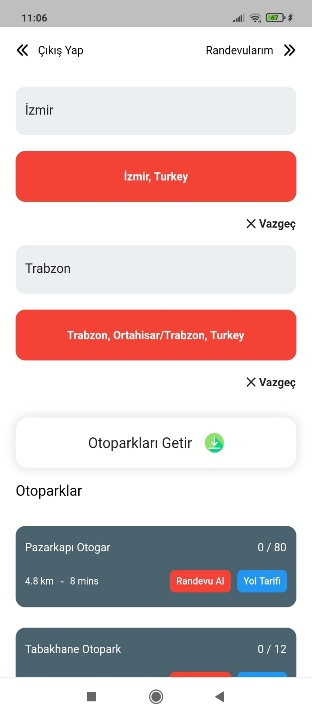 11:06
67
Çıkış Yap
Randevularım
İzmir
İzmir, Turkey
Vazgeç
Trabzon
Trabzon, Ortahisar/Trabzon, Turkey
Vazgeç
Otoparkları Getir
Otoparklar
Pazarkapı Otogar 0 / 80
4.8 km - 8 mins Randevu Al Yol Tarifi
Tabakhane Otopark 0 / 12